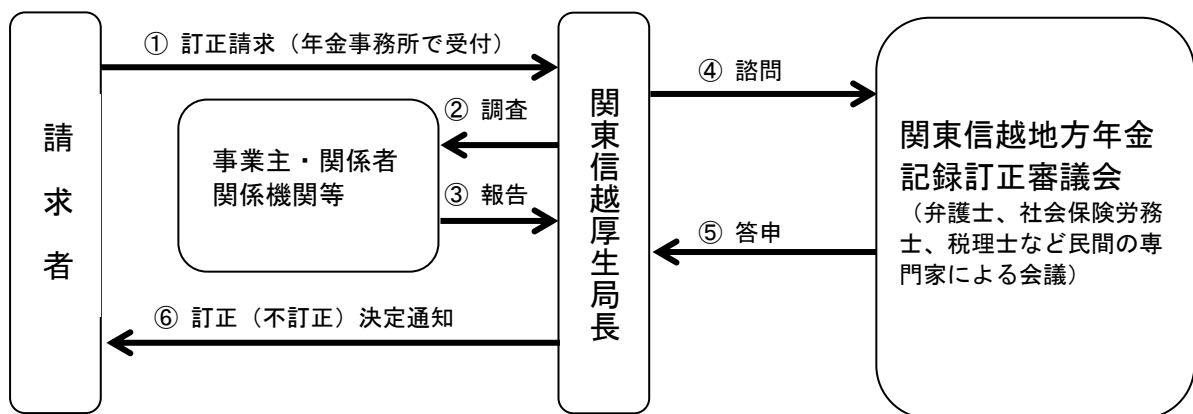 請求者
① 訂正請求（年金事務所で受付）
② 調査
事業主・関係者
関係機関等
③ 報告
⑥ 訂正（不訂正）決定通知
関東信越厚生局長
④ 諮問
⑤ 答申
関東信越地方年金
記録訂正審議会
（弁護士、社会保険労務
士、税理士など民間の専
門家による会議）